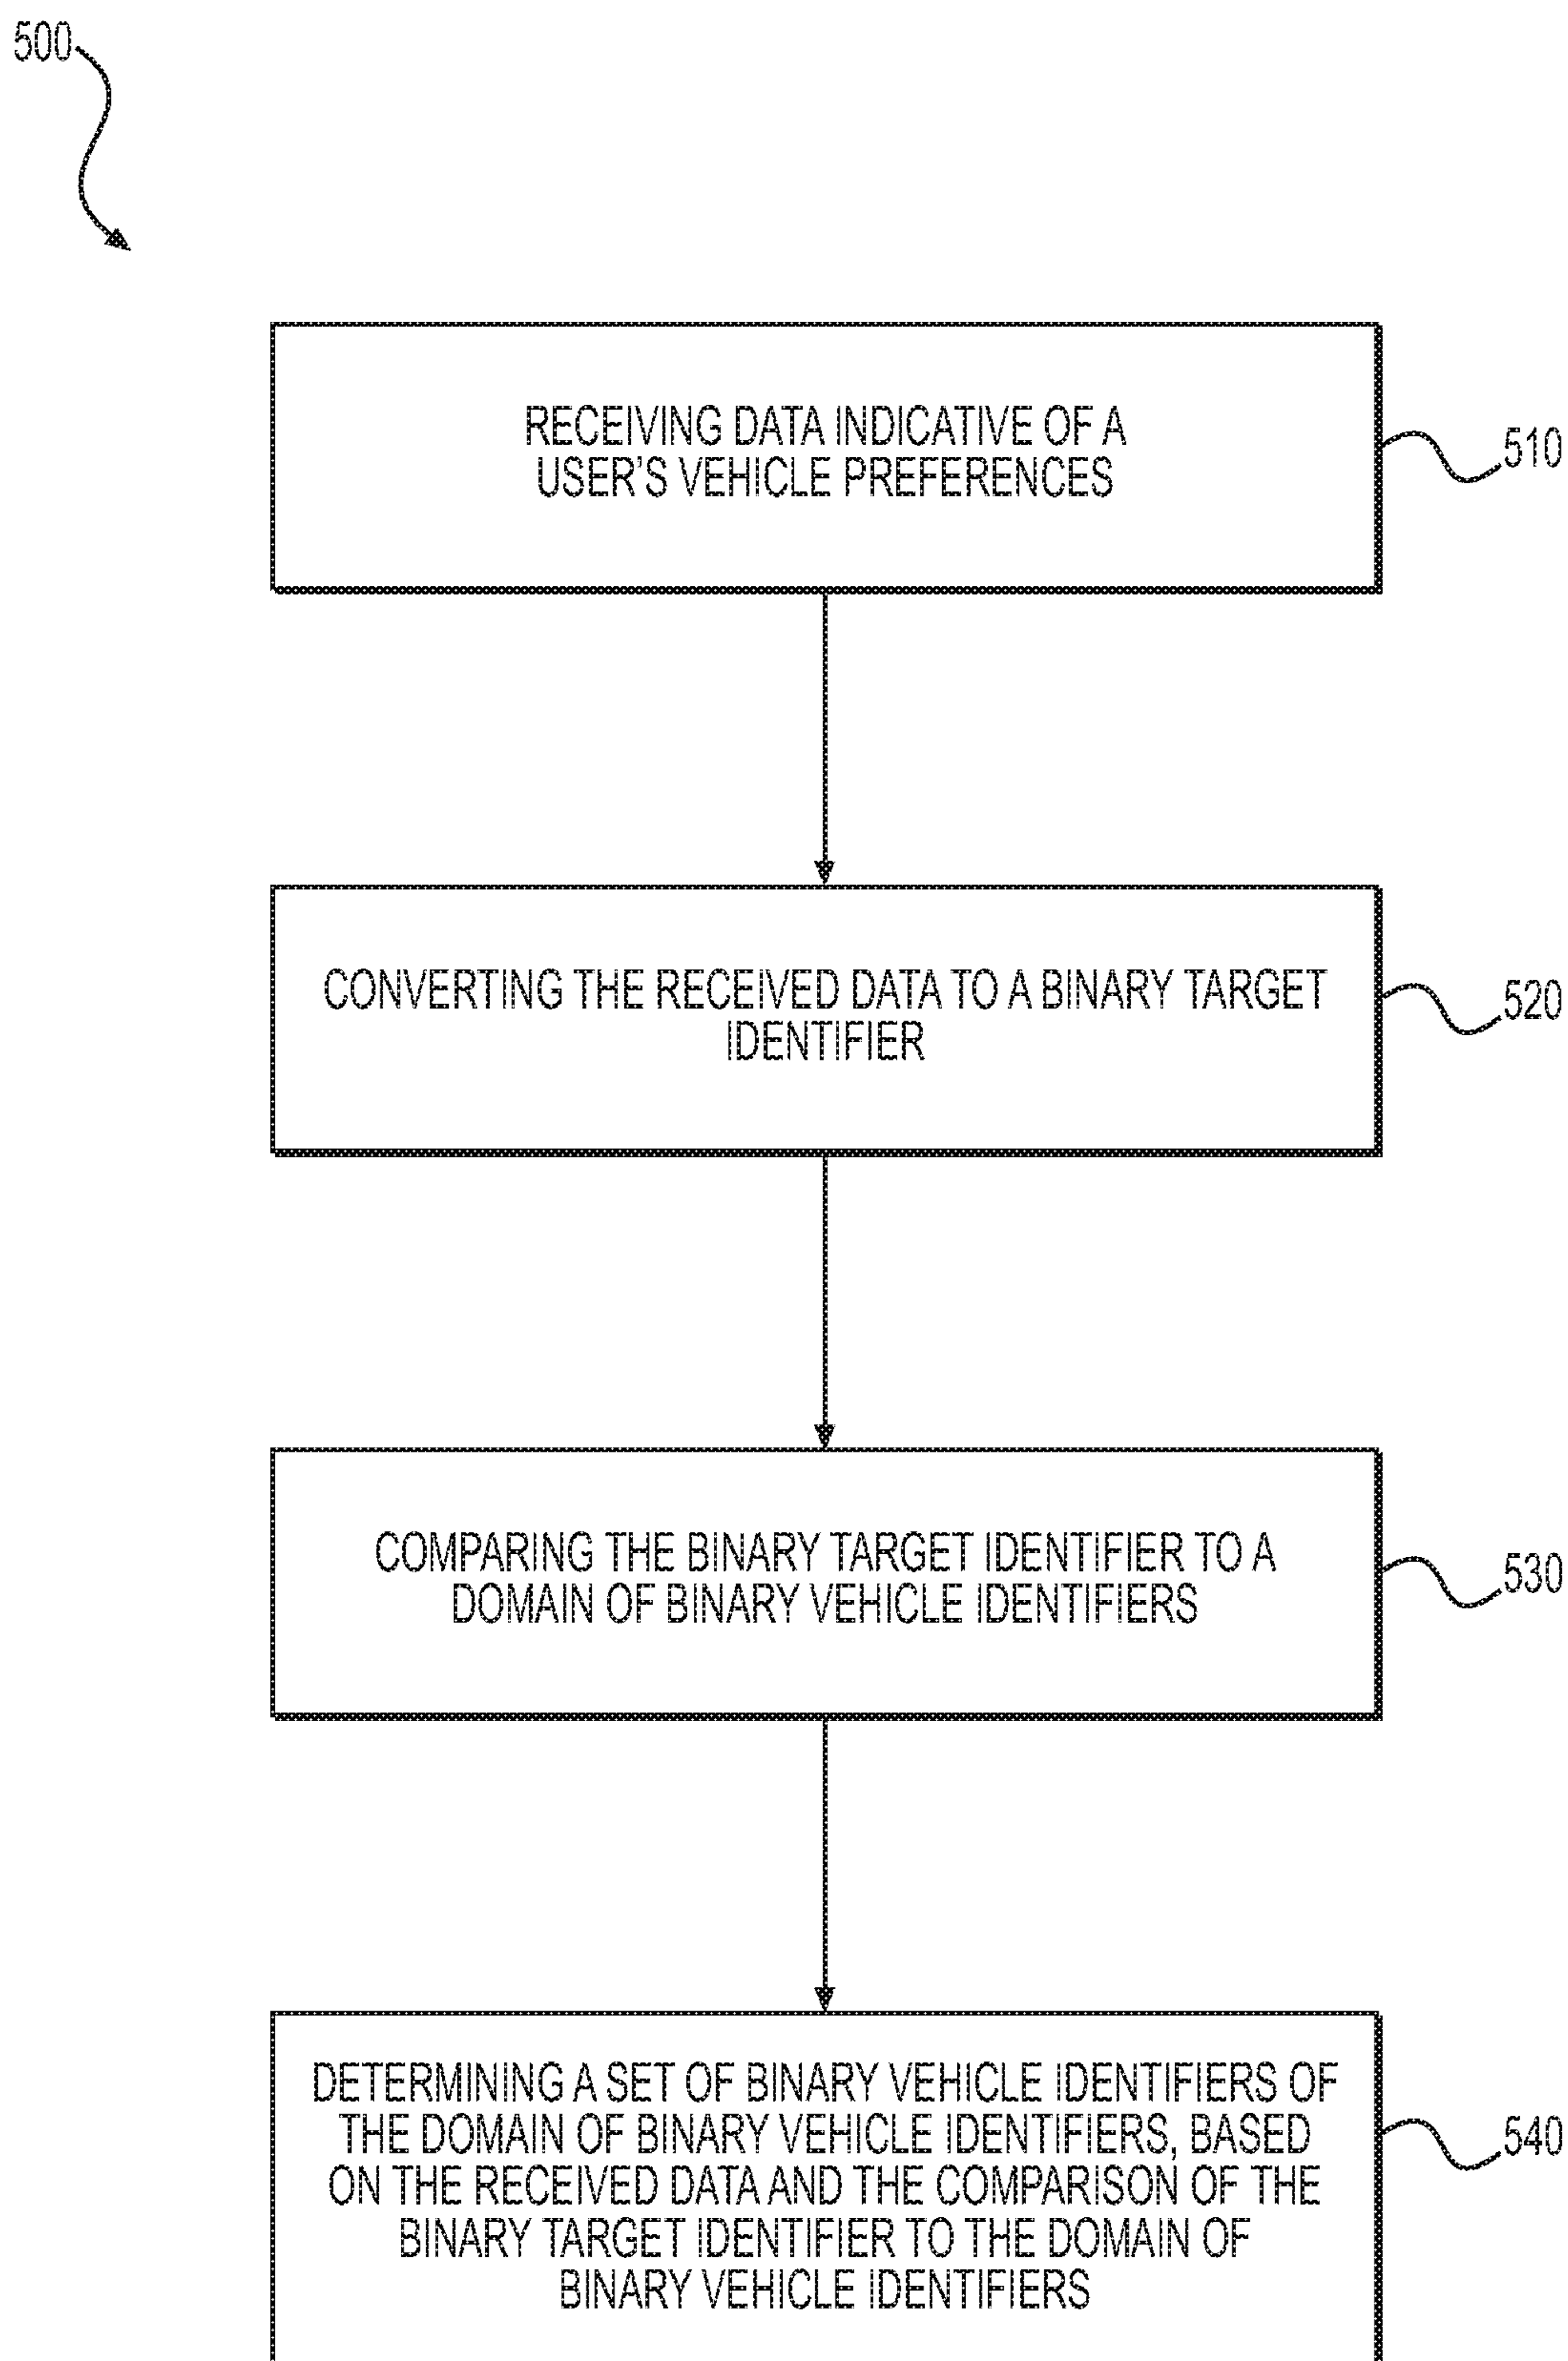 500
RECEIVING DATA INDICATIVE OF A
USER'S VEHICLE PREFERENCES
510
CONVERTING THE RECEIVED DATA TO A BINARY TARGET
IDENTIFIER
520
COMPARING THE BINARY TARGET IDENTIFIER TO A
DOMAIN OF BINARY VEHICLE IDENTIFIERS
530
DETERMINING A SET OF BINARY VEHICLE IDENTIFIERS OF
THE DOMAIN OF BINARY VEHICLE IDENTIFIERS, BASED
ON THE RECEIVED DATA AND THE COMPARISON OF THE
BINARY TARGET IDENTIFIER TO THE DOMAIN OF
BINARY VEHICLE IDENTIFIERS
540